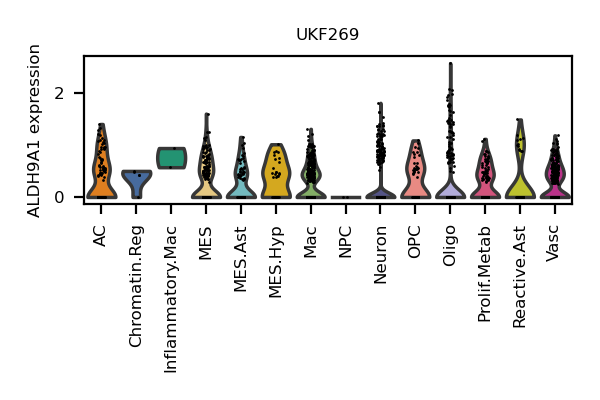 UKF269
ALDH9A1 expression
2
0
AC
Chromatin.Reg
Inflammatory.Mac
MES
MES.Ast
MES.Hyp
Mac
NPC
Neuron
OPC
Oligo
Prolif.Metab
Reactive.Ast
Vasc